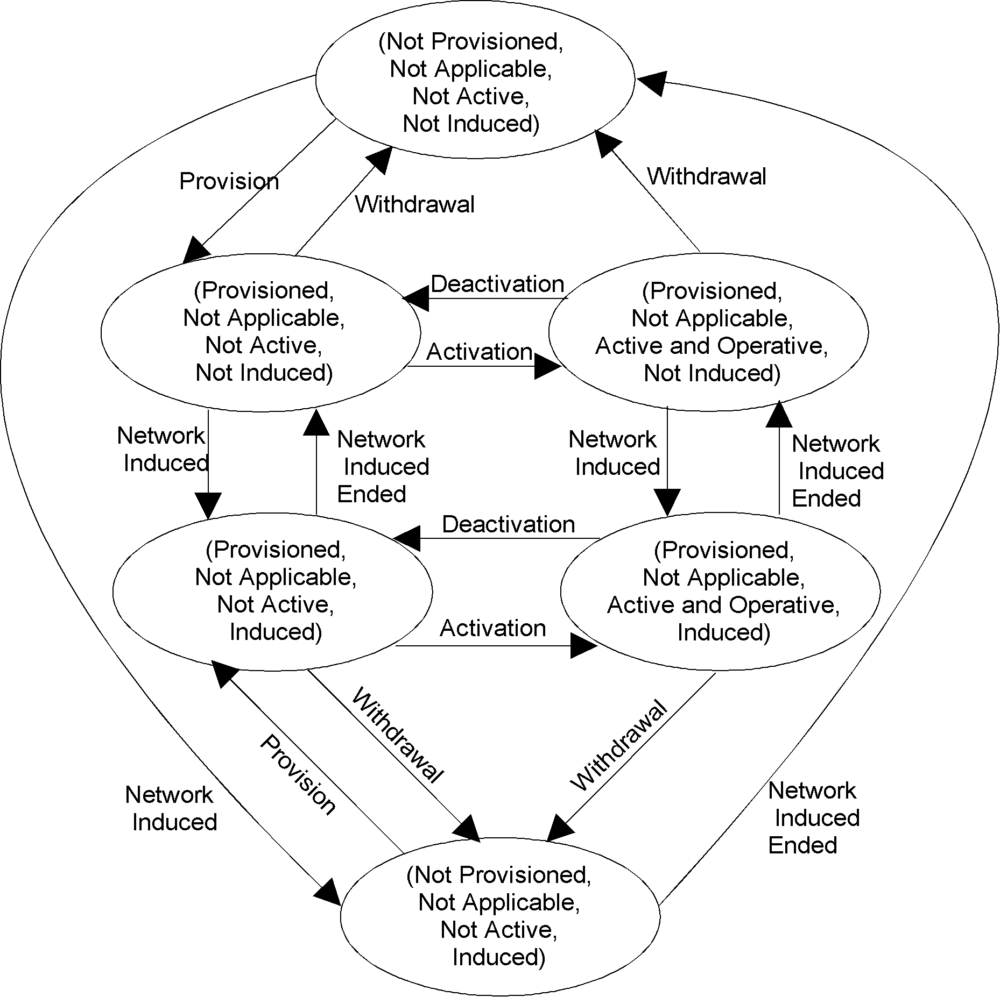 (Not Provisioned,
Not Applicable,
Not Active,
Not Induced)
Provision
Withdrawal
Withdrawal
(Provisioned,
Not Applicable,
Not Active,
Not Induced)
Deactivation
Activation
(Provisioned,
Not Applicable,
Active and Operative,
Not Induced)
Network
Induced
Network
Induced
Ended
Network
Induced
Network
Induced
Ended
(Provisioned,
Not Applicable,
Not Active,
Induced)
Deactivation
Activation
(Provisioned,
Not Applicable,
Active and Operative,
Induced)
Withdrawal
Provision
Withdrawal
Network
Induced
Network
Induced
Ended
(Not Provisioned,
Not Applicable,
Not Active,
Induced)